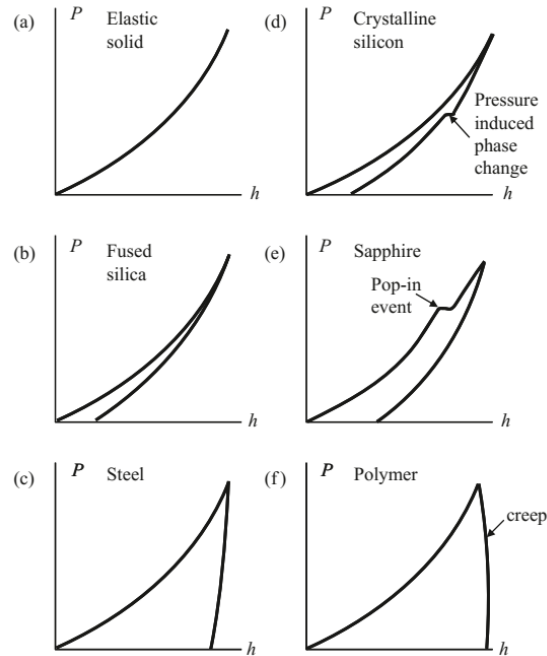 (a)
P
Elastic
solid
h
(b)
P
Fused
silica
h
(c)
P
Steel
h
(d)
P
Crystalline
silicon
Pressure
induced
phase
change
h
(e)
P
Sapphire
Pop-in
event
h
(f)
P
Polymer
creep
h